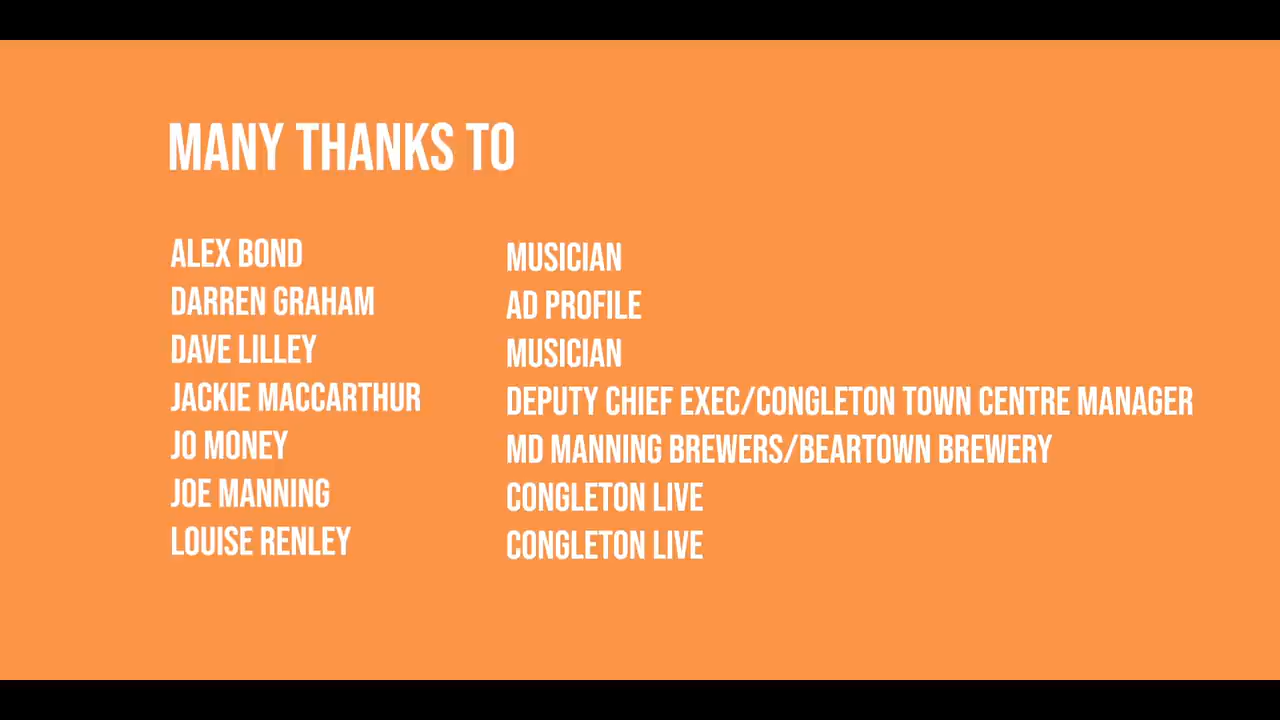 MANY THANKS TO
ALEX BOND MUSICIAN
DARREN GRAHAM AD PROFILE
DAVE LILLEY MUSICIAN
JACKIE MACCARTHUR DEPUTY CHIEF EXEC/CONGLETON TOWN CENTRE MANAGER
JO MONEY MD MANNING BREWERS/BEARTOWN BREWERY
JOE MANNING CONGLETON LIVE
LOUISE RENLEY CONGLETON LIVE